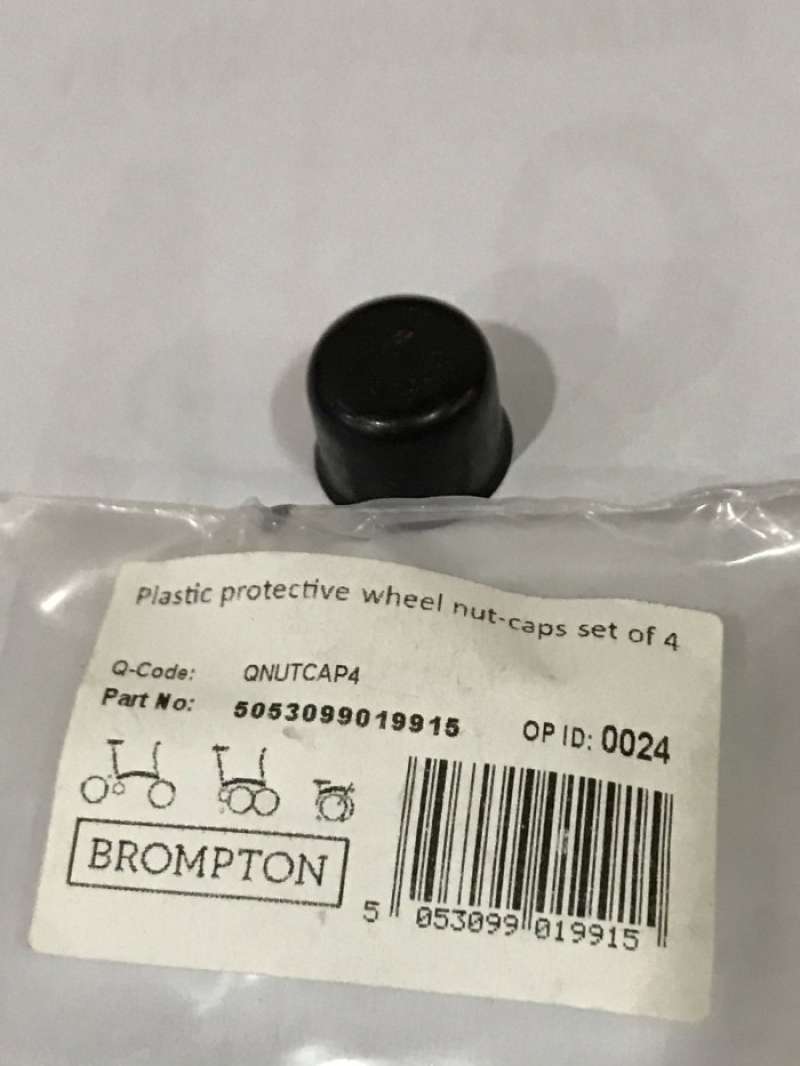 Plastic protective wheel nut-caps set of 4
Q-Code: QNUTCAP4
Part No: 5053099019915 OP ID: 0024
BROMPTON
5 053099 019915